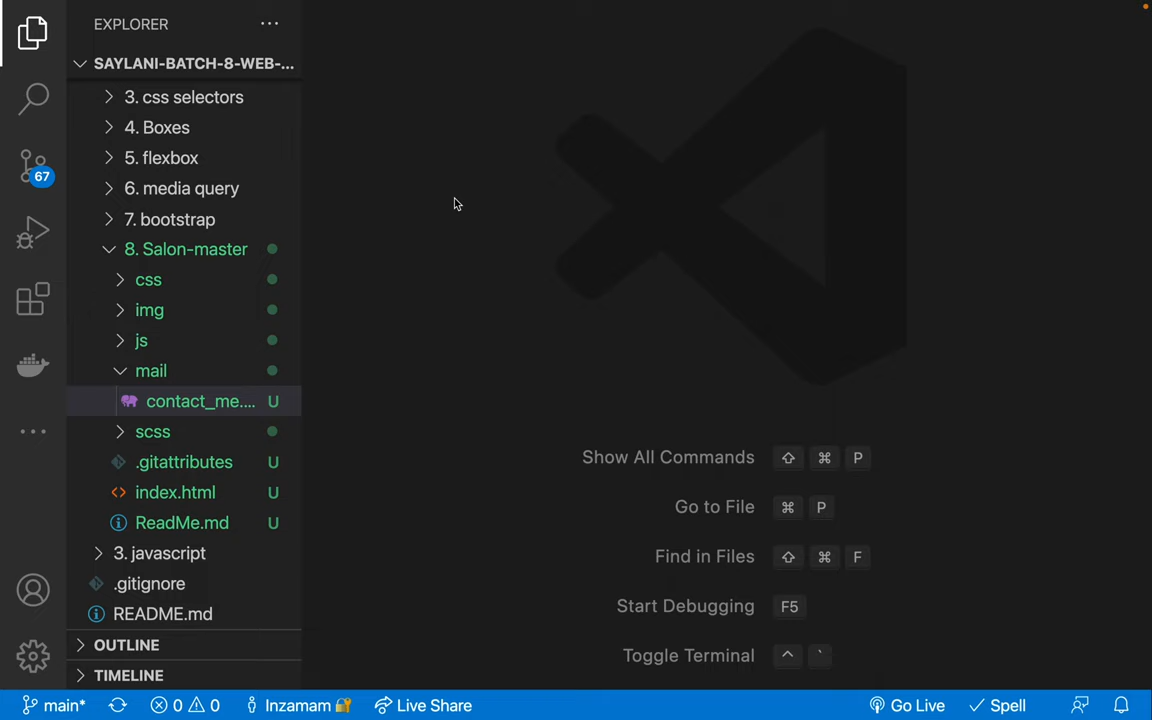 EXPLORER
SAYLANI-BATCH-8-WEB-...
3. css selectors
4. Boxes
5. flexbox
6. media query
7. bootstrap
8. Salon-master
css
img
js
mail
contact_me.... U
scss
.gitattributes U
index.html U
ReadMe.md U
3. javascript
.gitignore
README.md
OUTLINE
TIMELINE
67
Show All Commands ⇧ ⌘ P
Go to File ⌘ P
Find in Files ⇧ ⌘ F
Start Debugging F5
Toggle Terminal ^ `
main* 0 0 Inzamam 🔐 Live Share Go Live Spell